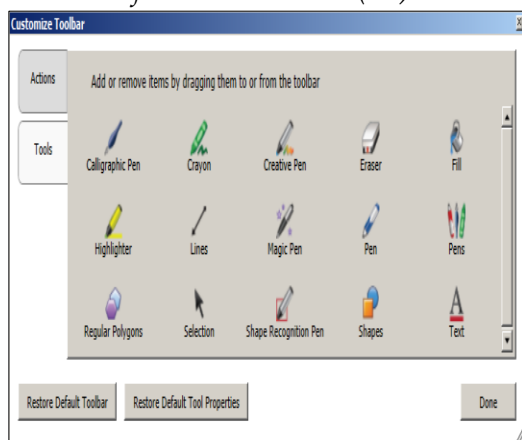 Customize Toolbar
Actions
Add or remove items by dragging them to or from the toolbar
Tools
Calligraphic Pen Crayon Creative Pen Eraser Fill
Highlighter Lines Magic Pen Pen Pens
Regular Polygons Selection Shape Recognition Pen Shapes Text
Restore Default Toolbar Restore Default Tool Properties Done